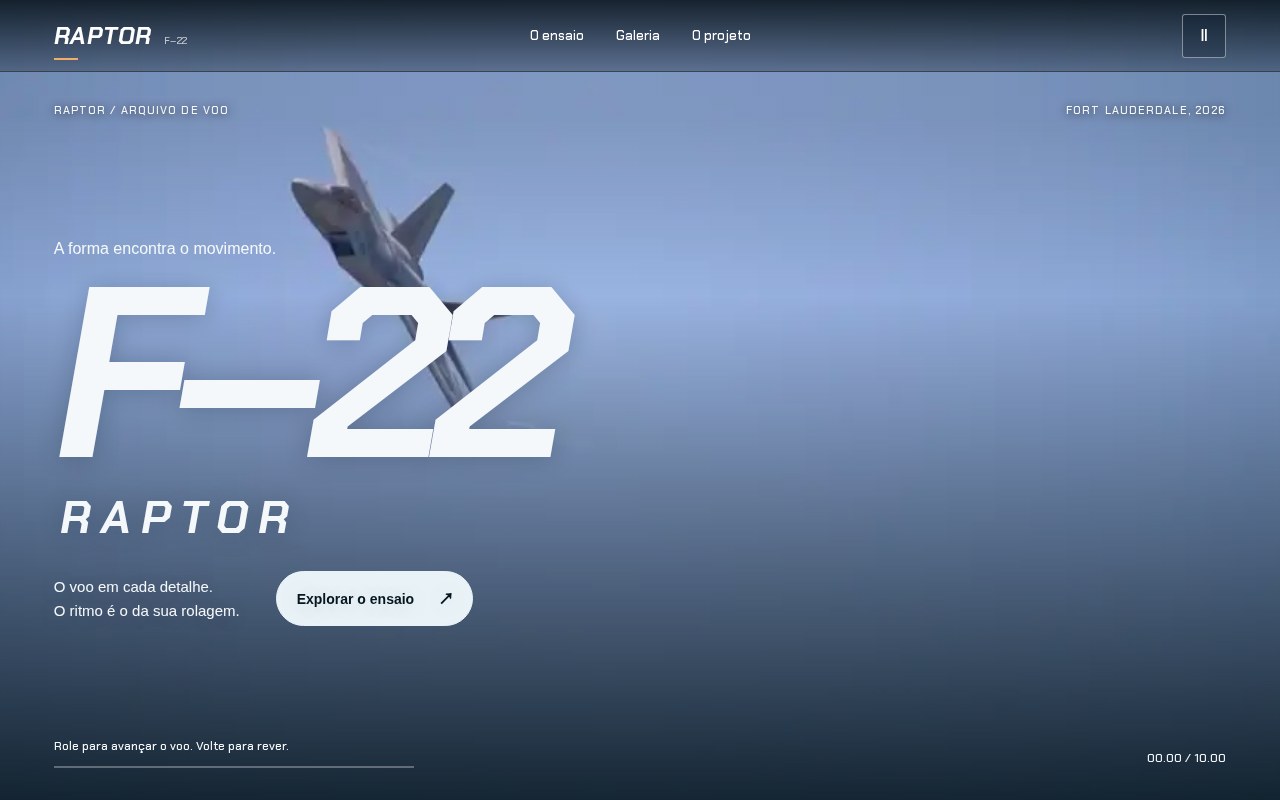 RAPTOR F—22
O ensaio Galeria O projeto
RAPTOR / ARQUIVO DE VOO
FORT LAUDERDALE, 2026
A forma encontra o movimento.
F—22
RAPTOR
O voo em cada detalhe.
O ritmo é o da sua rolagem.
Explorar o ensaio ↗
Role para avançar o voo. Volte para rever.
00.00 / 10.00